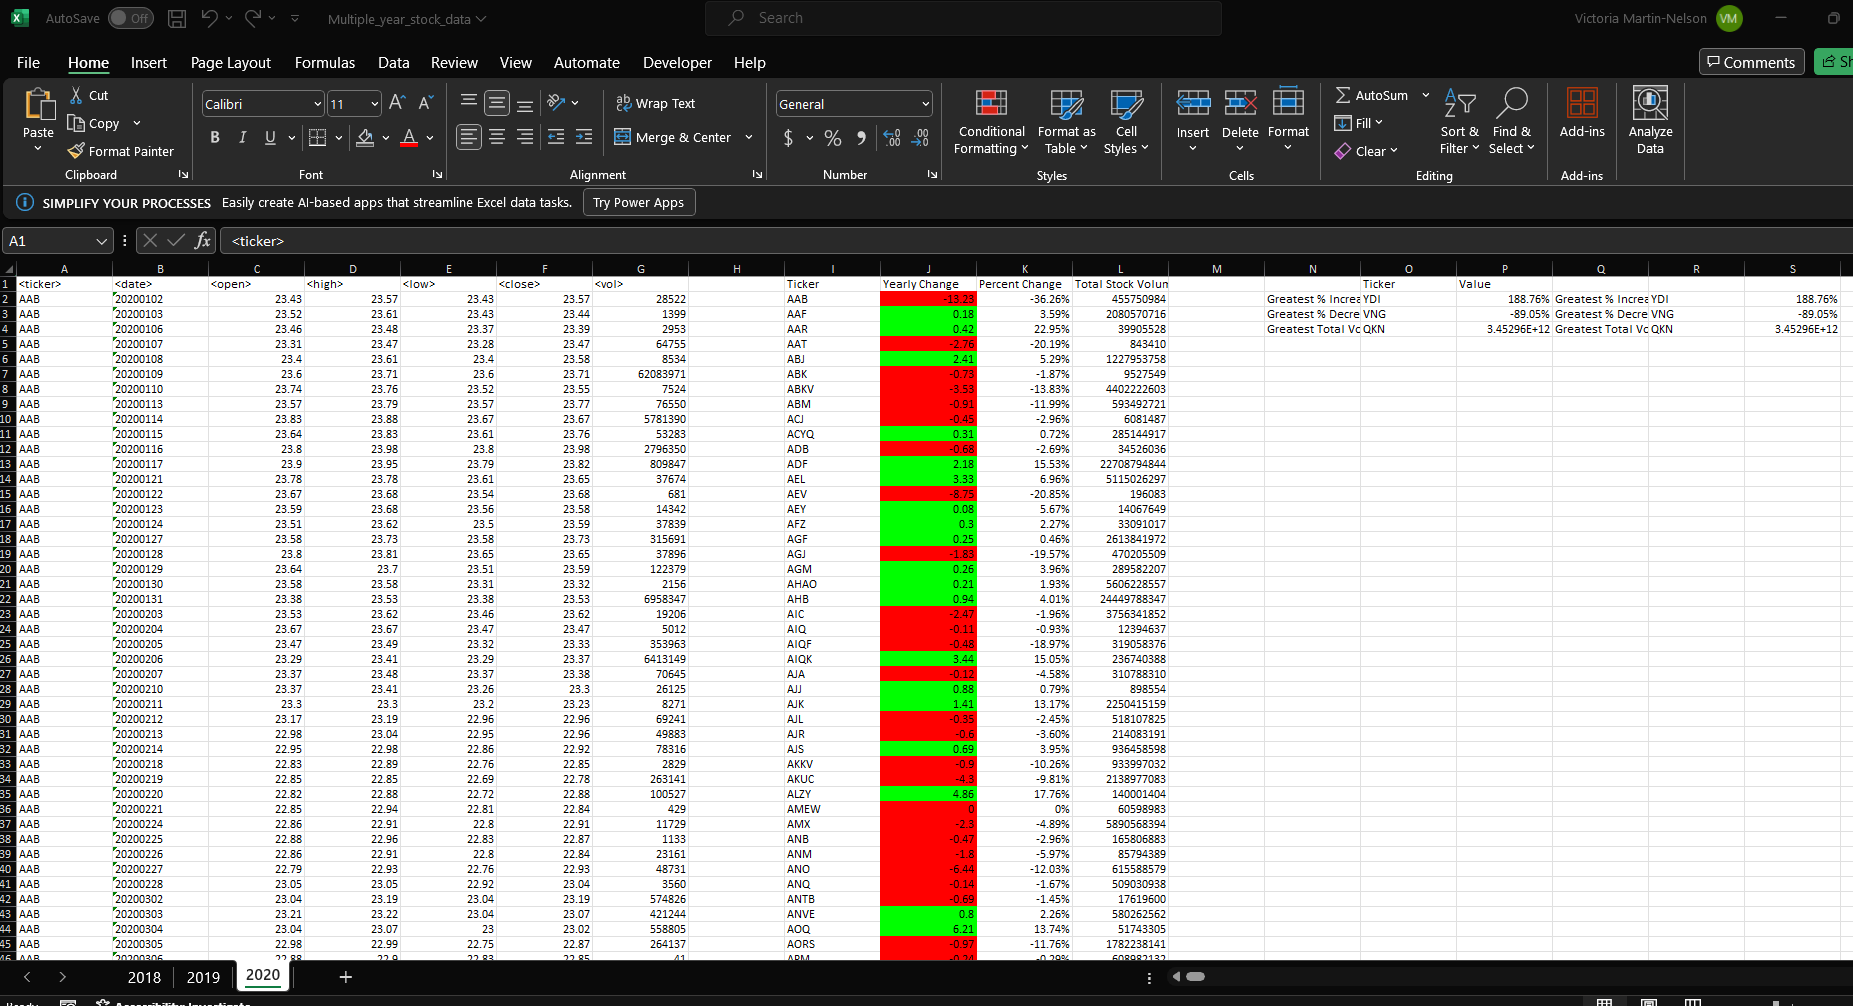 AutoSave Off Multiple_year_stock_data Search Victoria Martin-Nelson VM
File Home Insert Page Layout Formulas Data Review View Automate Developer Help Comments
Paste Cut Copy Format Painter Clipboard
Calibri 11 B I U A Font
Wrap Text Merge & Center Alignment
General $ % Number
Conditional Formatting Format as Table Cell Styles Styles
Insert Delete Format Cells
AutoSum Fill Clear Sort & Filter Find & Select Editing
Add-ins Add-ins
Analyze Data
SIMPLIFY YOUR PROCESSES Easily create AI-based apps that streamline Excel data tasks. Try Power Apps
A1 fx <ticker>
A B C D E F G H I J K L M N O P Q R S
1 <ticker> <date> <open> <high> <low> <close> <vol> Ticker Yearly Change Percent Change Total Stock Volum Ticker Value
2 AAB 20200102 23.43 23.57 23.43 23.57 28522 AAB -13.23 -36.26% 455750984 Greatest % Increa YDI 188.76% Greatest % Increa YDI 188.76%
3 AAB 20200103 23.52 23.61 23.43 23.44 1399 AAF 0.18 3.59% 2080570716 Greatest % Decre VNG -89.05% Greatest % Decre VNG -89.05%
4 AAB 20200106 23.46 23.48 23.37 23.39 2953 AAR 0.42 22.95% 39905528 Greatest Total Vc QKN 3.45296E+12 Greatest Total Vc QKN 3.45296E+12
5 AAB 20200107 23.31 23.47 23.28 23.47 64755 AAT -2.76 -20.19% 843410
6 AAB 20200108 23.4 23.61 23.4 23.58 8534 ABJ 2.41 5.29% 1227953758
7 AAB 20200109 23.6 23.71 23.6 23.71 62083971 ABK -0.73 -1.87% 9527549
8 AAB 20200110 23.74 23.76 23.52 23.55 7524 ABKV -3.53 -13.83% 4402222603
9 AAB 20200113 23.57 23.79 23.57 23.77 76550 ABM -0.91 -11.99% 593492721
10 AAB 20200114 23.83 23.88 23.67 23.67 5781390 ACJ -0.45 -2.96% 6081487
11 AAB 20200115 23.64 23.83 23.61 23.76 53283 ACYQ 0.31 0.72% 285144917
12 AAB 20200116 23.8 23.98 23.8 23.98 2796350 ADB -0.68 -2.69% 34526036
13 AAB 20200117 23.9 23.95 23.79 23.82 809847 ADF 2.18 15.53% 22708794844
14 AAB 20200121 23.78 23.78 23.61 23.65 37674 AEL 3.33 6.96% 5115026297
15 AAB 20200122 23.67 23.68 23.54 23.68 681 AEV -8.75 -20.85% 196083
16 AAB 20200123 23.59 23.68 23.56 23.58 14342 AEY 0.08 5.67% 14067649
17 AAB 20200124 23.51 23.62 23.5 23.59 37839 AFZ 0.3 2.27% 33091017
18 AAB 20200127 23.58 23.73 23.58 23.73 315691 AGF 0.25 0.46% 2613841972
19 AAB 20200128 23.8 23.81 23.65 23.65 37896 AGJ -1.83 -19.57% 470205509
20 AAB 20200129 23.64 23.7 23.51 23.59 122379 AGM 0.26 3.96% 289582207
21 AAB 20200130 23.58 23.58 23.31 23.32 2156 AHAO 0.21 1.93% 5606228557
22 AAB 20200131 23.38 23.53 23.38 23.53 6958347 AHB 0.94 4.01% 24449788347
23 AAB 20200203 23.53 23.62 23.46 23.62 19206 AIC -2.47 -1.96% 3756341852
24 AAB 20200204 23.67 23.67 23.47 23.47 5012 AIQ -0.11 -0.93% 12394637
25 AAB 20200205 23.47 23.49 23.32 23.33 353963 AIQF -0.48 -18.97% 319058376
26 AAB 20200206 23.29 23.41 23.29 23.37 6413149 AIQK 3.44 15.05% 236740388
27 AAB 20200207 23.37 23.48 23.37 23.38 70645 AJA -0.12 -4.58% 310788310
28 AAB 20200210 23.37 23.41 23.26 23.3 26125 AJJ 0.88 0.79% 898554
29 AAB 20200211 23.3 23.3 23.2 23.23 8271 AJK 1.41 13.17% 2250415159
30 AAB 20200212 23.17 23.19 22.96 22.96 69241 AJL -0.35 -2.45% 518107825
31 AAB 20200213 22.98 23.04 22.95 22.96 49883 AJR -0.6 -3.60% 214083191
32 AAB 20200214 22.95 22.98 22.86 22.92 78316 AJS 0.69 3.95% 936458598
33 AAB 20200218 22.83 22.89 22.76 22.85 2829 AKKV -0.9 -10.26% 933997032
34 AAB 20200219 22.85 22.85 22.69 22.78 263141 AKUC -4.3 -9.81% 2138977083
35 AAB 20200220 22.82 22.88 22.72 22.88 100527 ALZY 4.86 17.76% 140001404
36 AAB 20200221 22.85 22.94 22.81 22.84 429 AMEW 0 0% 60598983
37 AAB 20200224 22.86 22.91 22.8 22.91 11729 AMX -2.3 -4.89% 5890568394
38 AAB 20200225 22.88 22.96 22.83 22.87 1133 ANB -0.47 -2.96% 165806883
39 AAB 20200226 22.86 22.91 22.8 22.84 23161 ANM -1.8 -5.97% 85794389
40 AAB 20200227 22.79 22.93 22.76 22.93 48731 ANO -6.44 -12.03% 615588579
41 AAB 20200228 23.05 23.05 22.92 23.04 3560 ANQ -0.14 -1.67% 509030938
42 AAB 20200302 23.04 23.19 23.04 23.19 574826 ANTB -0.69 -1.45% 17619600
43 AAB 20200303 23.21 23.22 23.04 23.07 421244 ANVE 0.8 2.26% 580262562
44 AAB 20200304 23.04 23.07 23 23.02 558805 AOQ 6.21 13.74% 51743305
45 AAB 20200305 22.98 22.99 22.75 22.87 264137 AORS -0.97 -11.76% 1782238141
46 AAB 20200306 22.88 22.9 22.83 22.85 41 APM -0.24 -0.29% 608982132
2018 2019 2020
Ready Accessibility: Investigate